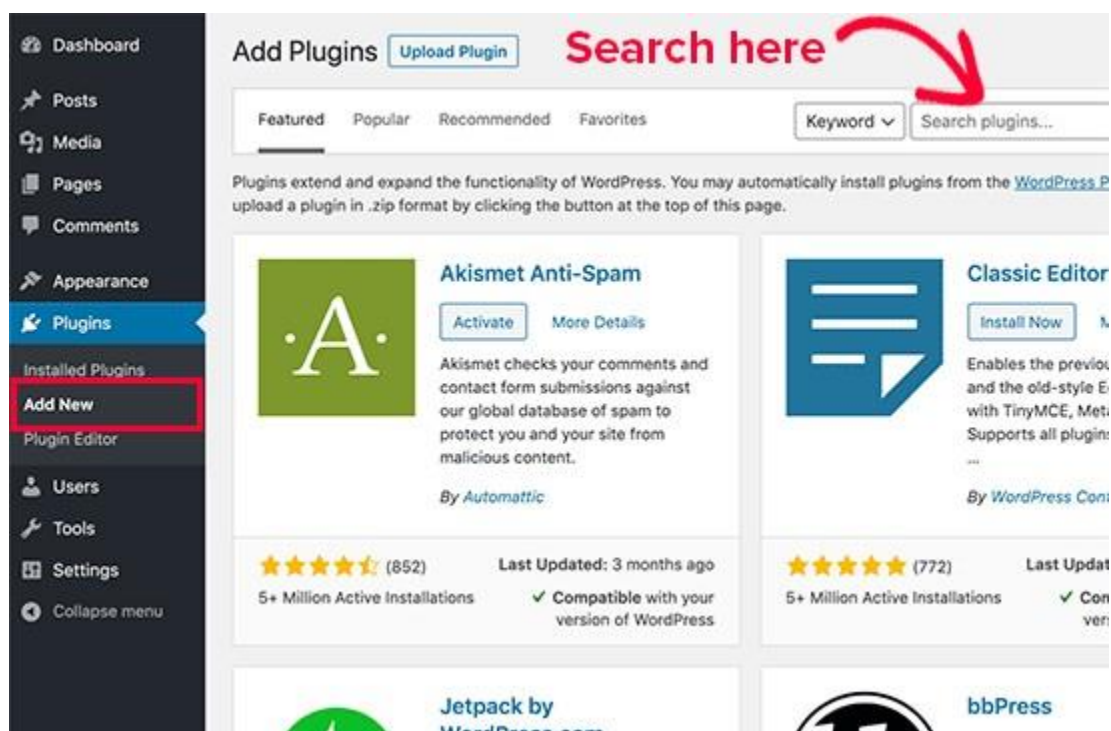 Dashboard
Posts
Media
Pages
Comments
Appearance
Plugins
Installed Plugins
Add New
Plugin Editor
Users
Tools
Settings
Collapse menu
Add Plugins Upload Plugin Search here
Featured Popular Recommended Favorites Keyword Search plugins...
Plugins extend and expand the functionality of WordPress. You may automatically install plugins from the WordPress P
upload a plugin in .zip format by clicking the button at the top of this page.
·A·
Akismet Anti-Spam
Activate More Details
Akismet checks your comments and
contact form submissions against
our global database of spam to
protect you and your site from
malicious content.
By Automattic
(852) Last Updated: 3 months ago
5+ Million Active Installations ✓ Compatible with your
version of WordPress
Classic Editor
Install Now M
Enables the previou
and the old-style E
with TinyMCE, Meta
Supports all plugins
...
By WordPress Cont
(772) Last Updat
5+ Million Active Installations ✓ Com
vers
Jetpack by
WordPress.com
bbPress